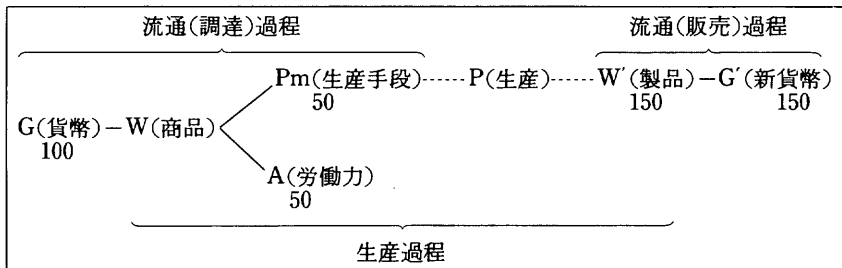 流通(調達)過程 流通(販売)過程
Pm(生産手段)……P(生産)……W′(製品)−G′(新貨幣)
50 150 150
G(貨幣)−W(商品)
100
A(労働力)
50
生産過程